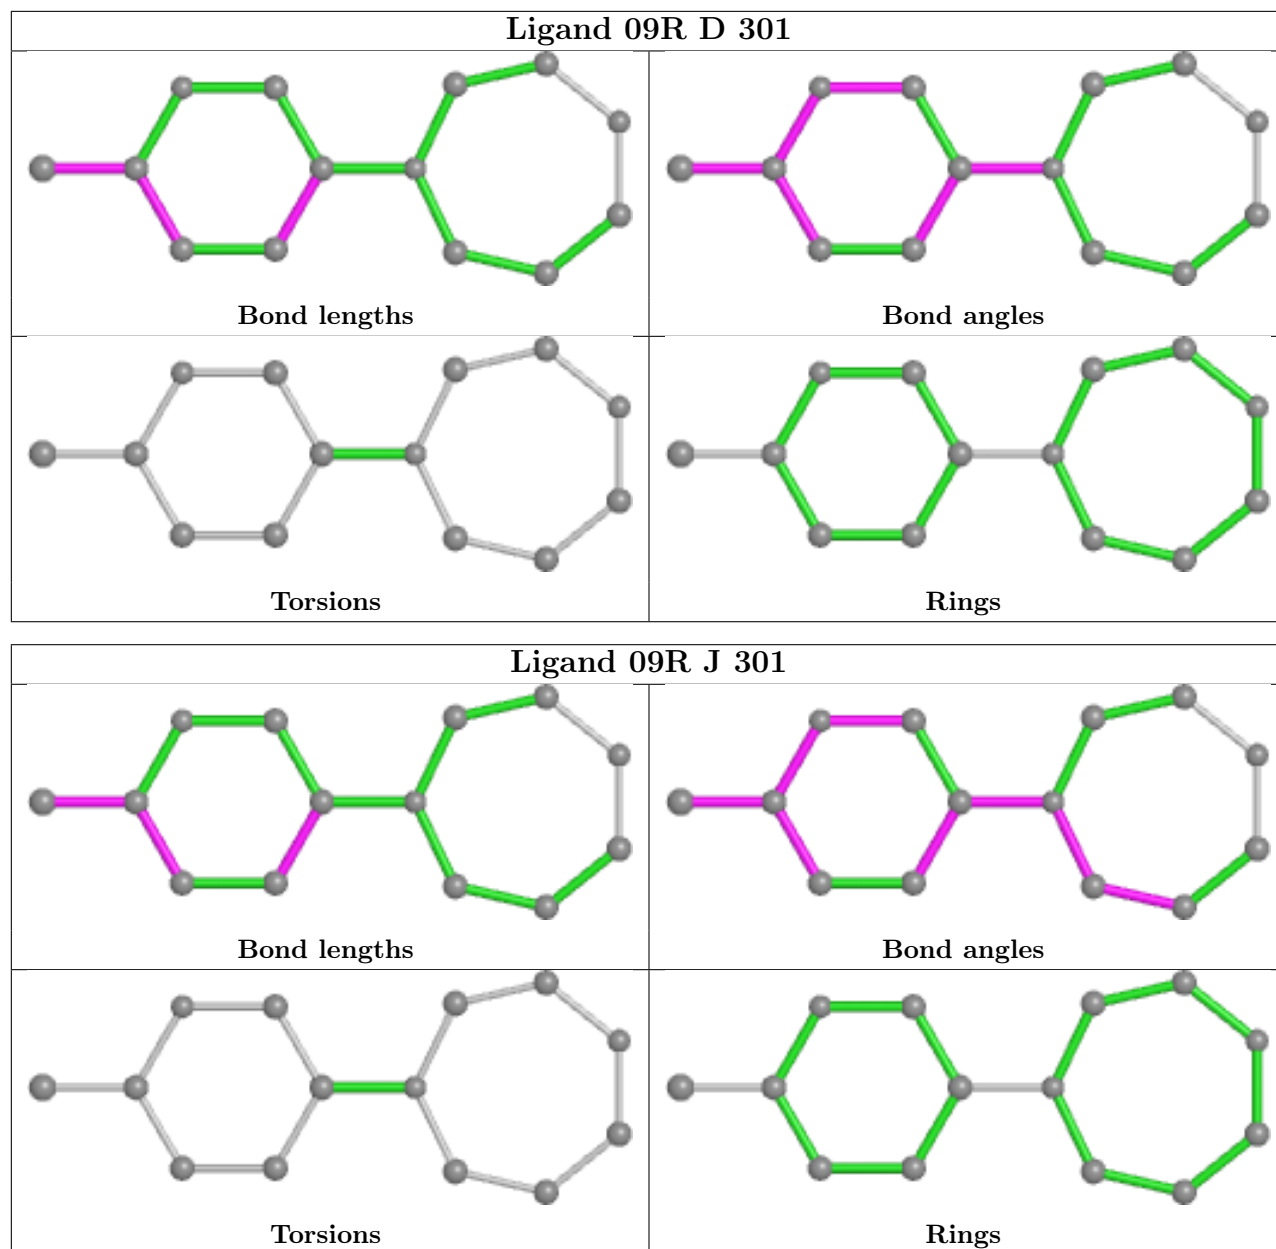 Ligand 09R D 301
Bond lengths
Bond angles
Torsions
Rings
Ligand 09R J 301
Bond lengths
Bond angles
Torsions
Rings